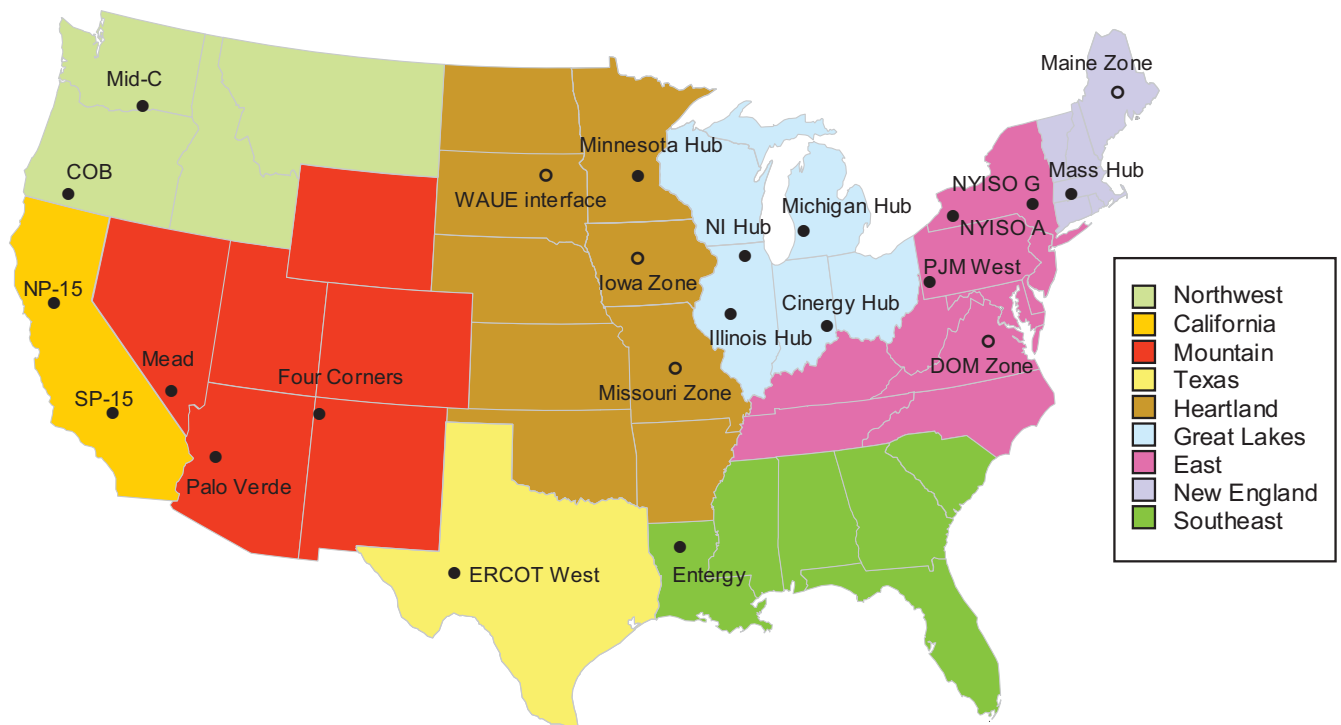 Maine Zone
Mid-C
Minnesota Hub
COB
Mass Hub
NYISO G
WAUE interface
Michigan Hub
NI Hub
NYISO A
PJM West
NP-15
Iowa Zone
Cinergy Hub
Illinois Hub
Mead
Four Corners
DOM Zone
SP-15
Missouri Zone
Palo Verde
ERCOT West
Entergy
Northwest
California
Mountain
Texas
Heartland
Great Lakes
East
New England
Southeast